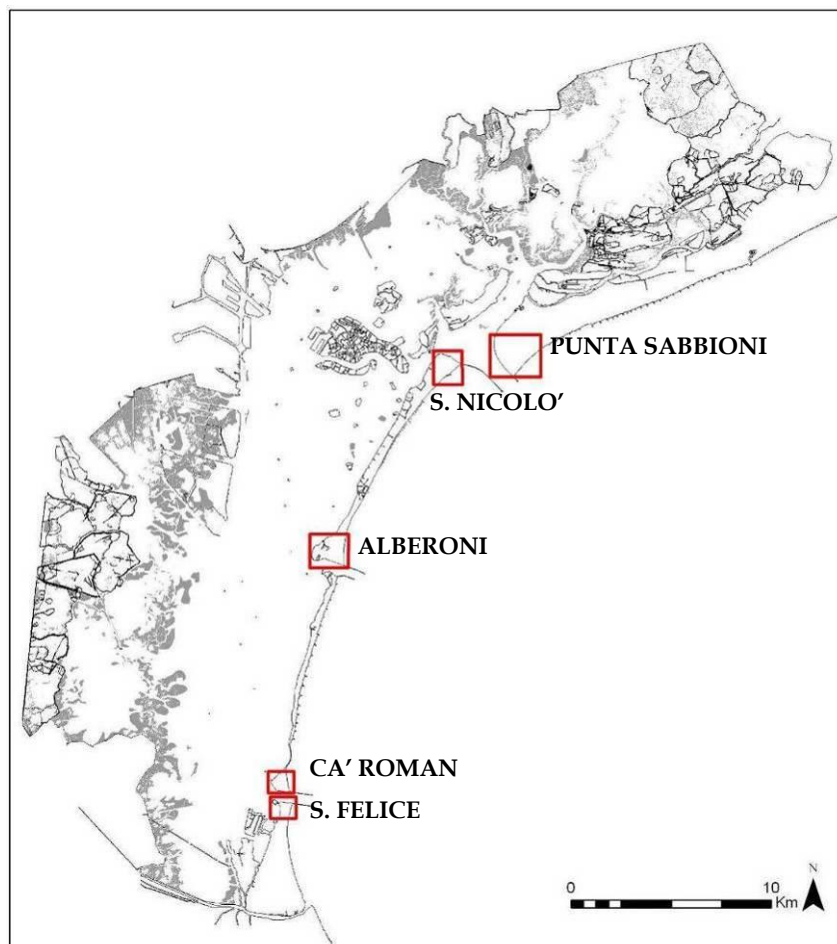 PUNTA SABBIONI
S. NICOLO’
ALBERONI
CA’ ROMAN
S. FELICE
0 10
Km
N